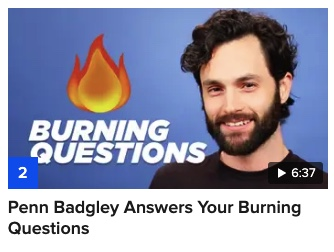 BURNING
QUESTIONS
2
6:37
Penn Badgley Answers Your Burning
Questions